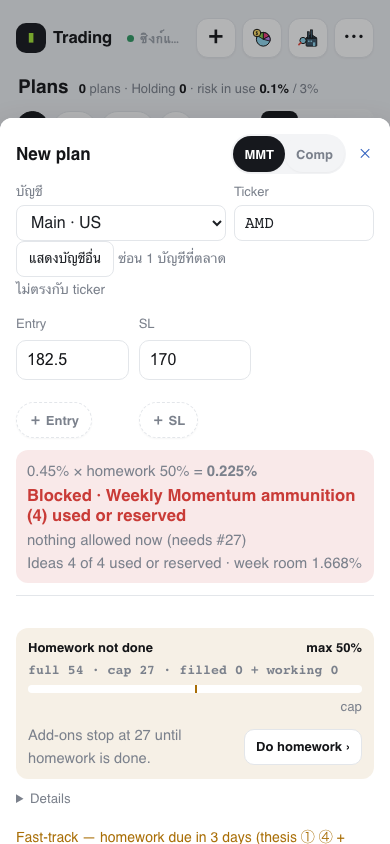 Trading
สิงก์แ...
Plans 0 plans · Holding 0 · risk in use 0.1% / 3%
New plan
MMT Comp
บัญชี
Ticker
Main · US
AMD
แสดงบัญชีอื่น
ซ่อน 1 บัญชีที่ตลาด
ไม่ตรงกับ ticker
Entry
SL
182.5
170
+ Entry
+ SL
0.45% × homework 50% = 0.225%
Blocked · Weekly Momentum ammunition
(4) used or reserved
nothing allowed now (needs #27)
Ideas 4 of 4 used or reserved · week room 1.668%
Homework not done
max 50%
full 54 · cap 27 · filled 0 + working 0
cap
Add-ons stop at 27 until
homework is done.
Do homework ›
Details
Fast-track — homework due in 3 days (thesis ① ④ +